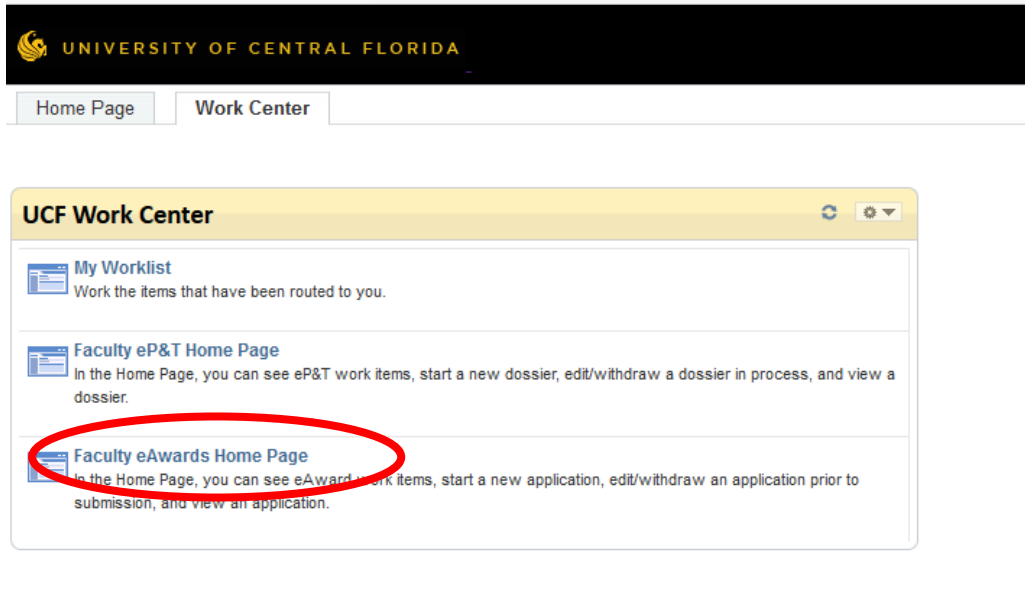 UNIVERSITY OF CENTRAL FLORIDA
Home Page Work Center
UCF Work Center
My Worklist
Work the items that have been routed to you.
Faculty eP&T Home Page
In the Home Page, you can see eP&T work items, start a new dossier, edit/withdraw a dossier in process, and view a
dossier.
Faculty eAwards Home Page
In the Home Page, you can see eAward work items, start a new application, edit/withdraw an application prior to
submission, and view an application.